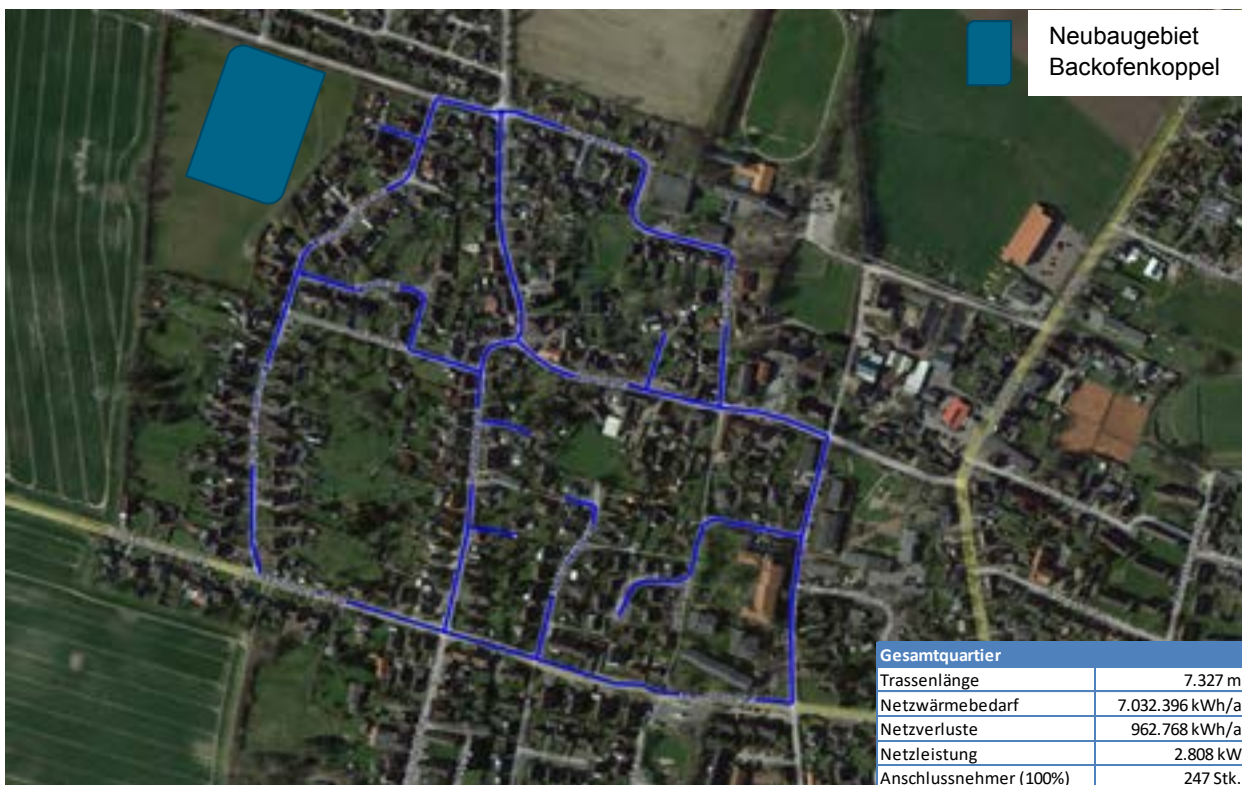 Neubaugebiet
Backofenkoppel
Gesamtquartier
Trassenlänge 7.327 m
Netzwärmebedarf 7.032.396 kWh/a
Netzverluste 962.768 kWh/a
Netzleistung 2.808 kW
Anschlussnehmer (100%) 247 Stk.